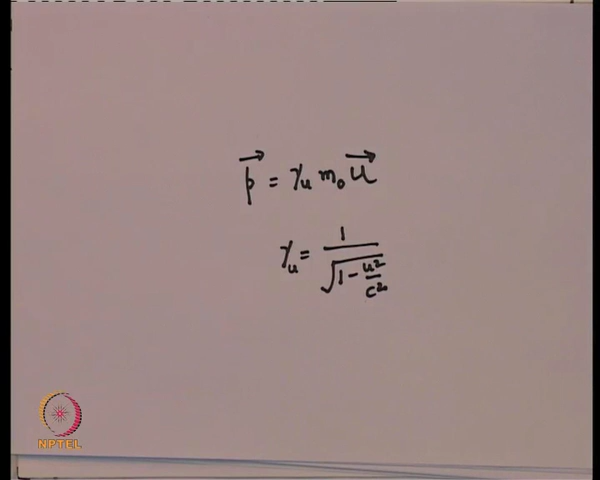 p⃗ = γᵤ m₀ u⃗
γᵤ = 1 / √(1 - u²/c²)
NPTEL